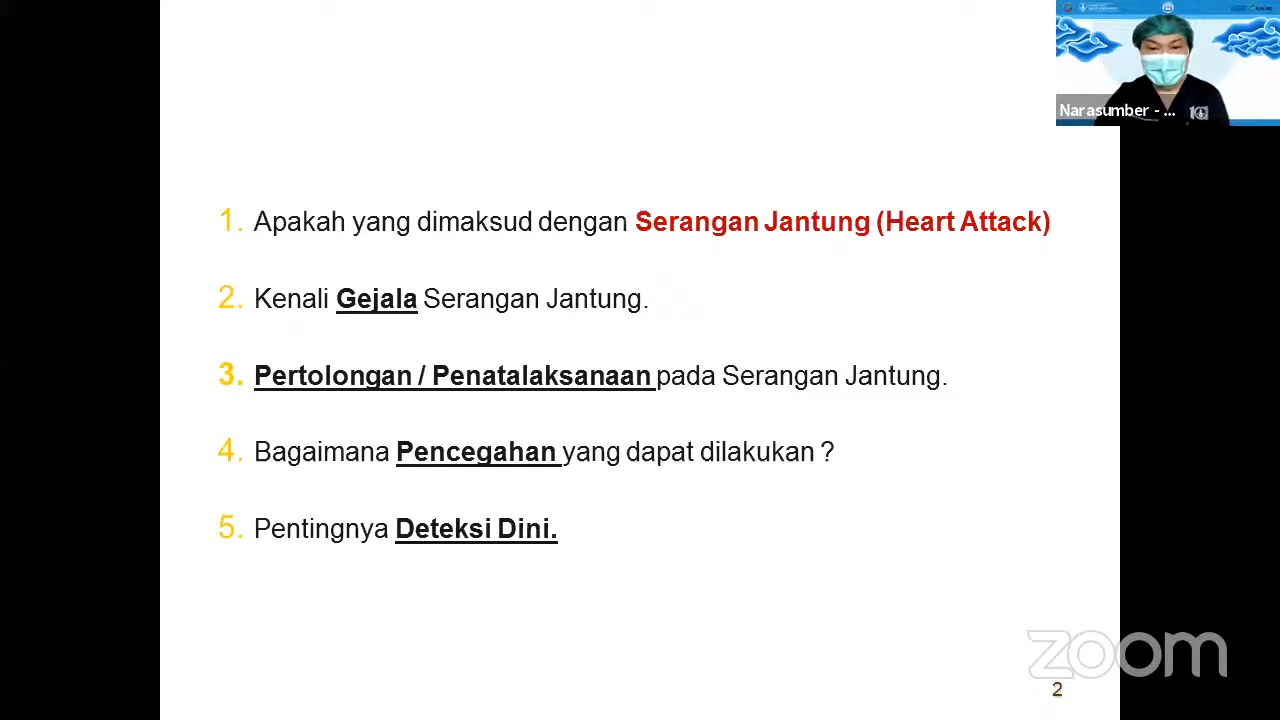 Narasumber - ...
1. Apakah yang dimaksud dengan Serangan Jantung (Heart Attack)
2. Kenali Gejala Serangan Jantung.
3. Pertolongan / Penatalaksanaan pada Serangan Jantung.
4. Bagaimana Pencegahan yang dapat dilakukan ?
5. Pentingnya Deteksi Dini.
zoom
2